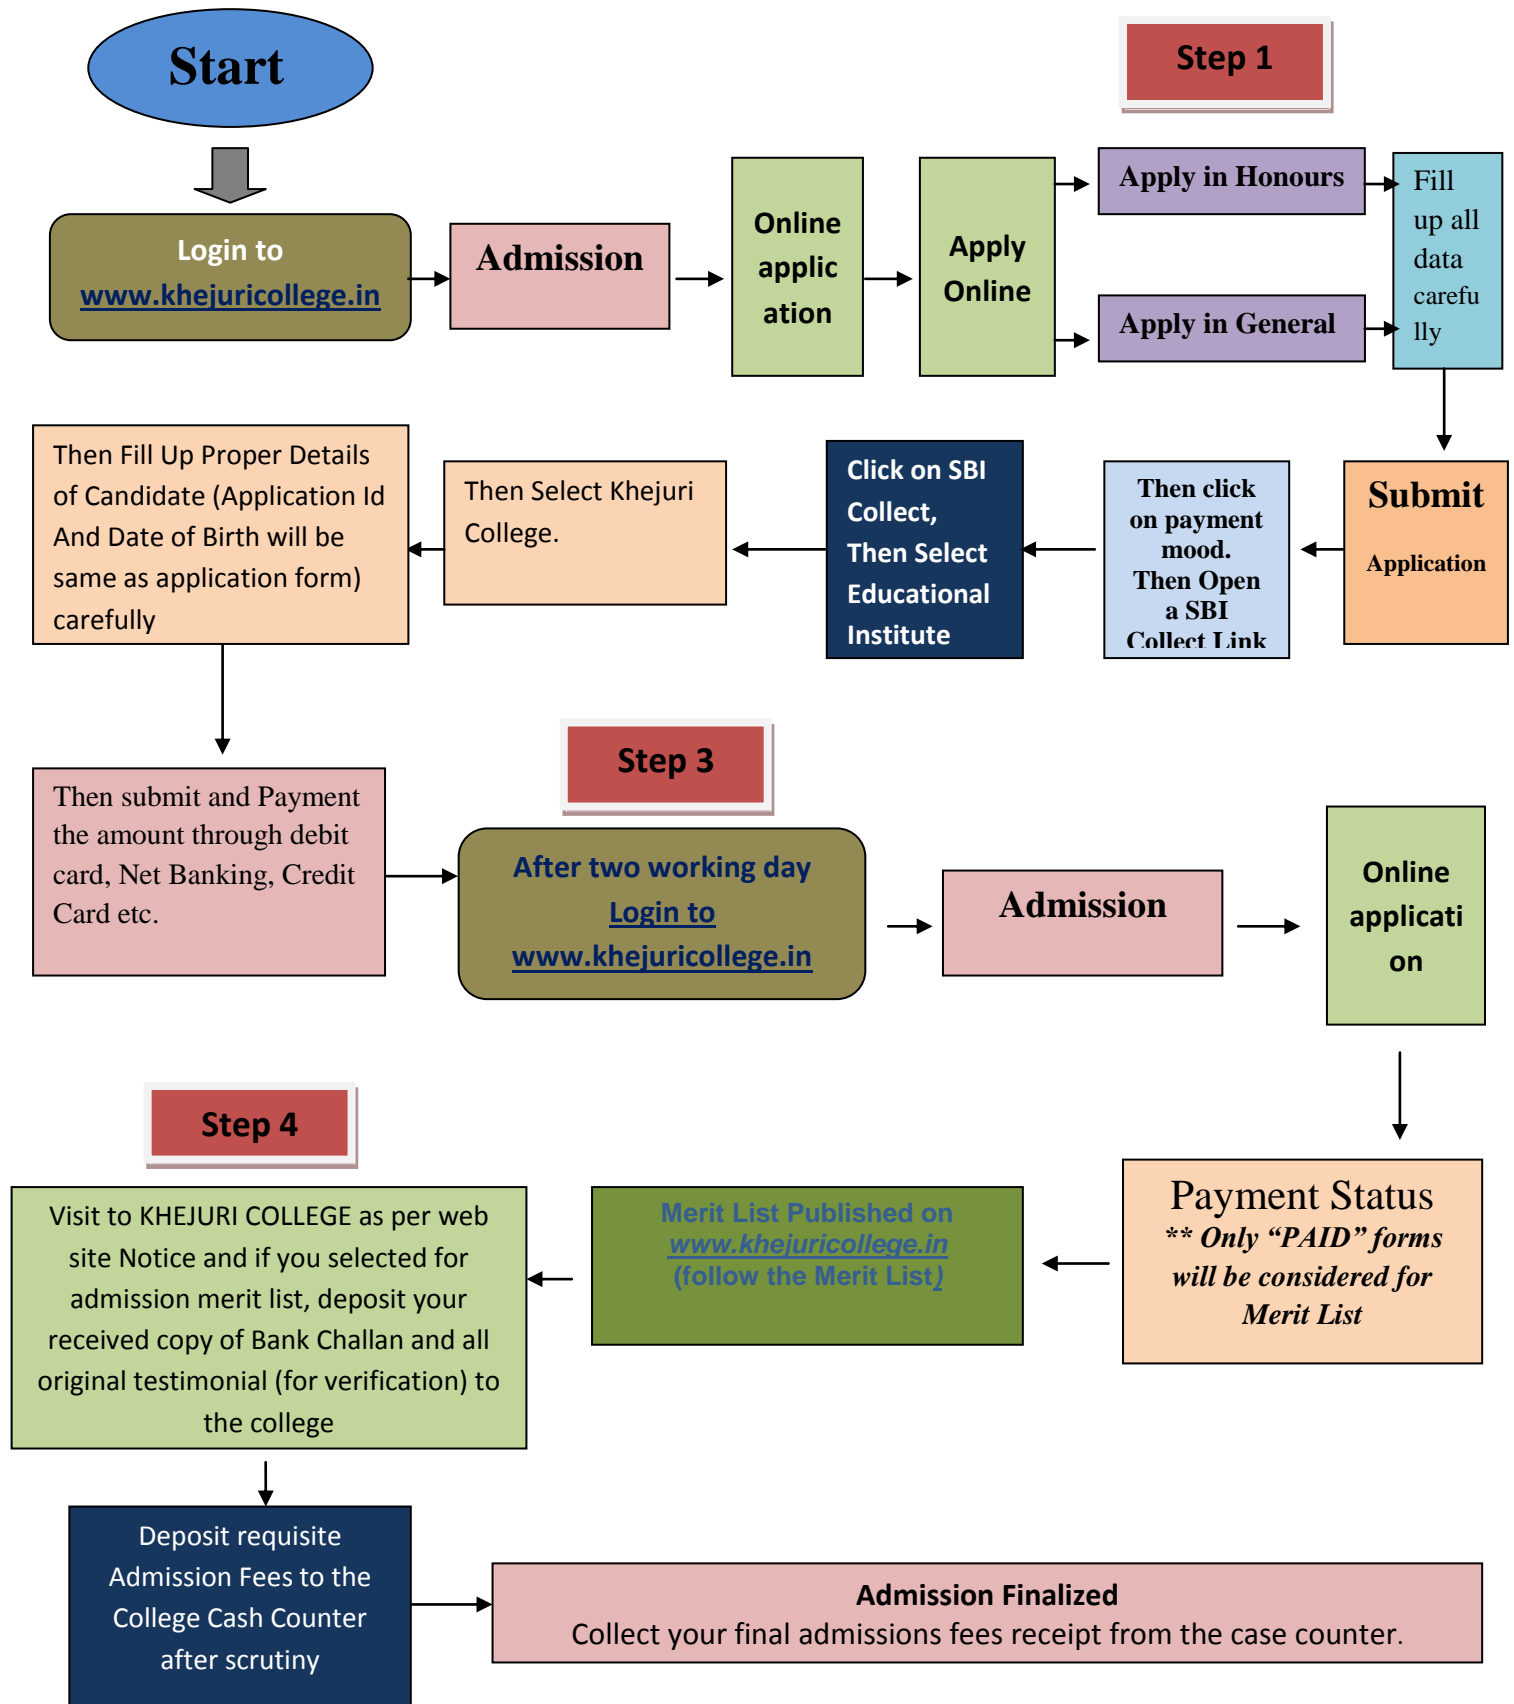 Start
Step 1
Login to
www.khejuricollege.in
Admission
Online
applic
ation
Apply
Online
Apply in Honours
Apply in General
Fill
up all
data
carefu
lly
Submit
Application
Then click
on payment
mood.
Then Open
a SBI
Collect Link
Click on SBI
Collect,
Then Select
Educational
Institute
Then Select Khejuri
College.
Then Fill Up Proper Details
of Candidate (Application Id
And Date of Birth will be
same as application form)
carefully
Then submit and Payment
the amount through debit
card, Net Banking, Credit
Card etc.
Step 3
After two working day
Login to
www.khejuricollege.in
Admission
Online
applicati
on
Payment Status
** Only “PAID” forms
will be considered for
Merit List
Merit List Published on
www.khejuricollege.in
(follow the Merit List)
Step 4
Visit to KHEJURI COLLEGE as per web
site Notice and if you selected for
admission merit list, deposit your
received copy of Bank Challan and all
original testimonial (for verification) to
the college
Deposit requisite
Admission Fees to the
College Cash Counter
after scrutiny
Admission Finalized
Collect your final admissions fees receipt from the case counter.